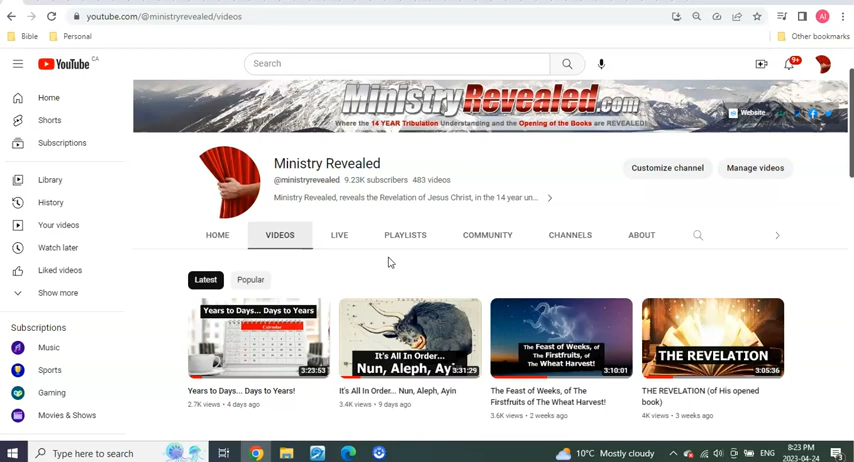 youtube.com/@ministryrevealed/videos
AI
Bible
Personal
Other bookmarks
YouTube CA
Search
9+
Home
Shorts
Subscriptions
Library
History
Your videos
Watch later
Liked videos
Show more
Subscriptions
Music
Sports
Gaming
Movies & Shows
MinistryRevealed.com
Where the 14 YEAR Tribulation Understanding and the Opening of the Books are REVEALED!
Website
Ministry Revealed
@ministryrevealed 9.23K subscribers 483 videos
Ministry Revealed, reveals the Revelation of Jesus Christ, in the 14 year un...
Customize channel
Manage videos
HOME
VIDEOS
LIVE
PLAYLISTS
COMMUNITY
CHANNELS
ABOUT
Latest
Popular
Years to Days... Days to Years
Calendar
3:23:53
Years to Days... Days to Years!
2.7K views • 4 days ago
It's All In Order...
Nun, Aleph, Ayin
3:31:29
It's All In Order... Nun, Aleph, Ayin
3.4K views • 9 days ago
The Feast of Weeks, of
The Firstfruits, of
The Wheat Harvest!
3:10:01
The Feast of Weeks, of The
Firstfruits of The Wheat Harvest!
3.6K views • 2 weeks ago
THE REVELATION
3:05:36
THE REVELATION (of His opened
book)
4K views • 3 weeks ago
Type here to search
10°C Mostly cloudy
ENG
8:23 PM
2023-04-24
3